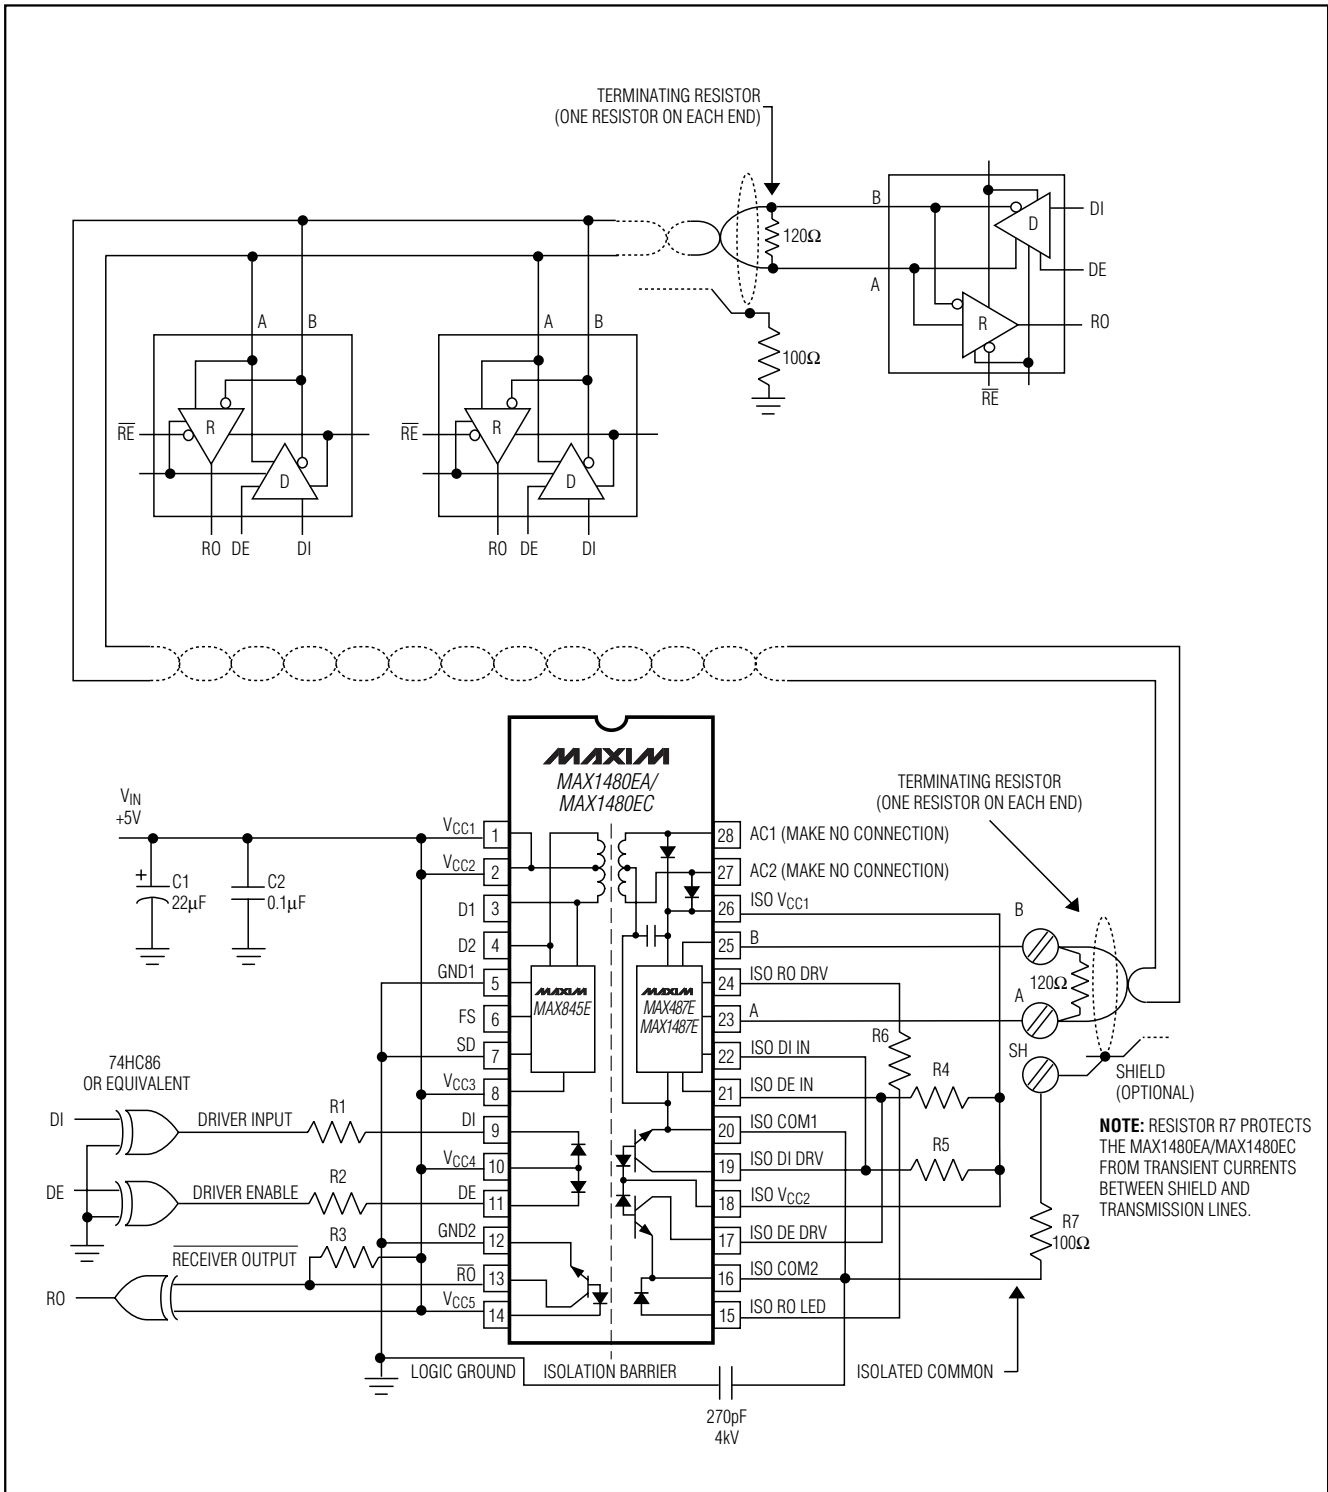 TERMINATING RESISTOR
(ONE RESISTOR ON EACH END)
B
DI
D
120Ω
DE
A
A
B
A
B
R
RO
100Ω
RE
RE
R
RE
R
D
D
RO DE DI
RO DE DI
MAXIM
MAX1480EA/
MAX1480EC
TERMINATING RESISTOR
(ONE RESISTOR ON EACH END)
VIN
+5V
VCC1
1
28
AC1 (MAKE NO CONNECTION)
VCC2
2
27
AC2 (MAKE NO CONNECTION)
+
C1
22µF
C2
0.1µF
D1
3
26
ISO VCC1
B
D2
4
25
B
GND1
5
24
ISO RO DRV
MAXIM
MAX845E
MAXIM
MAX487E
MAX1487E
120Ω
A
FS
6
23
A
R6
SD
7
22
ISO DI IN
SH
74HC86
OR EQUIVALENT
VCC3
8
21
ISO DE IN
R4
SHIELD
(OPTIONAL)
DI
DRIVER INPUT
R1
DI
9
20
ISO COM1
NOTE: RESISTOR R7 PROTECTS
THE MAX1480EA/MAX1480EC
FROM TRANSIENT CURRENTS
BETWEEN SHIELD AND
TRANSMISSION LINES.
VCC4
10
19
ISO DI DRV
R5
DE
DRIVER ENABLE
R2
DE
11
18
ISO VCC2
R3
GND2
12
17
ISO DE DRV
R7
100Ω
RECEIVER OUTPUT
RO
13
16
ISO COM2
RO
VCC5
14
15
ISO RO LED
LOGIC GROUND
ISOLATION BARRIER
ISOLATED COMMON
270pF
4kV